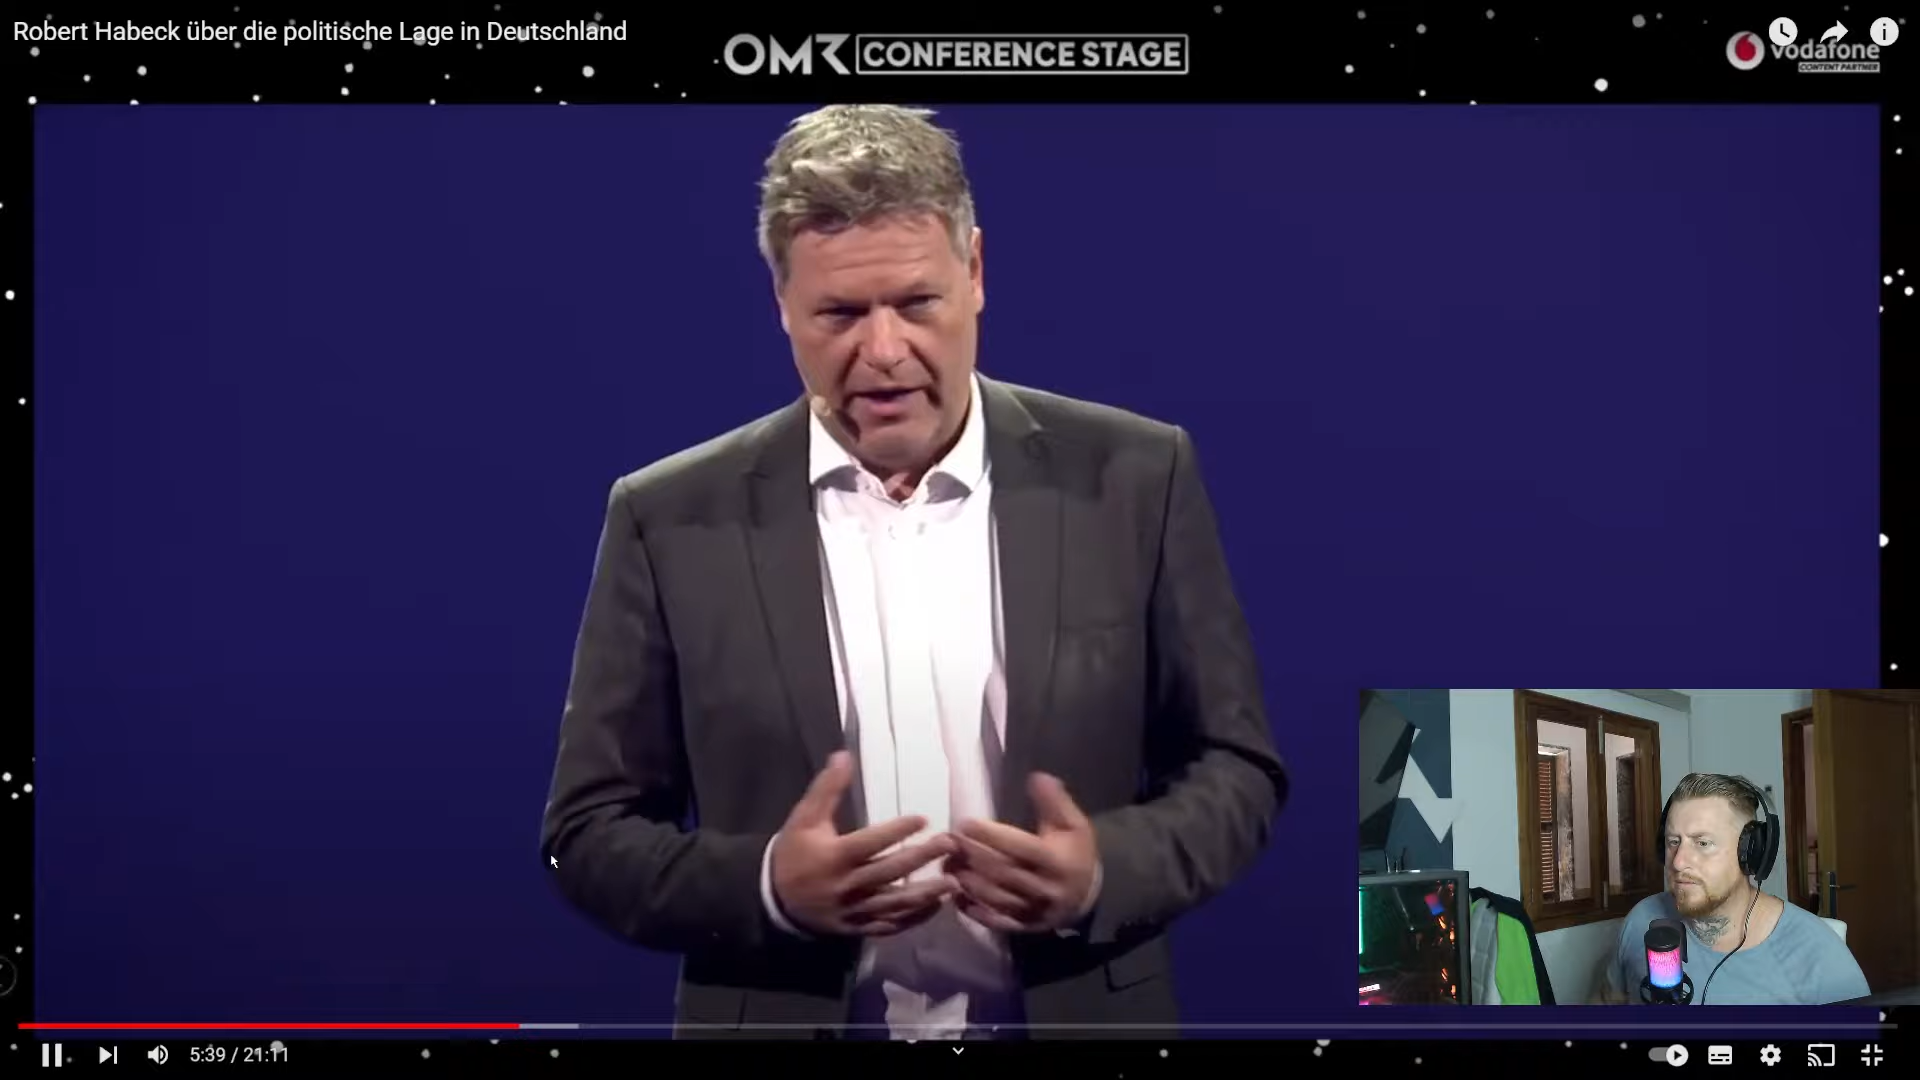 Robert Habeck über die politische Lage in Deutschland
OMR CONFERENCE STAGE
vodafone
CONTENT PARTNER
5:39 / 21:11